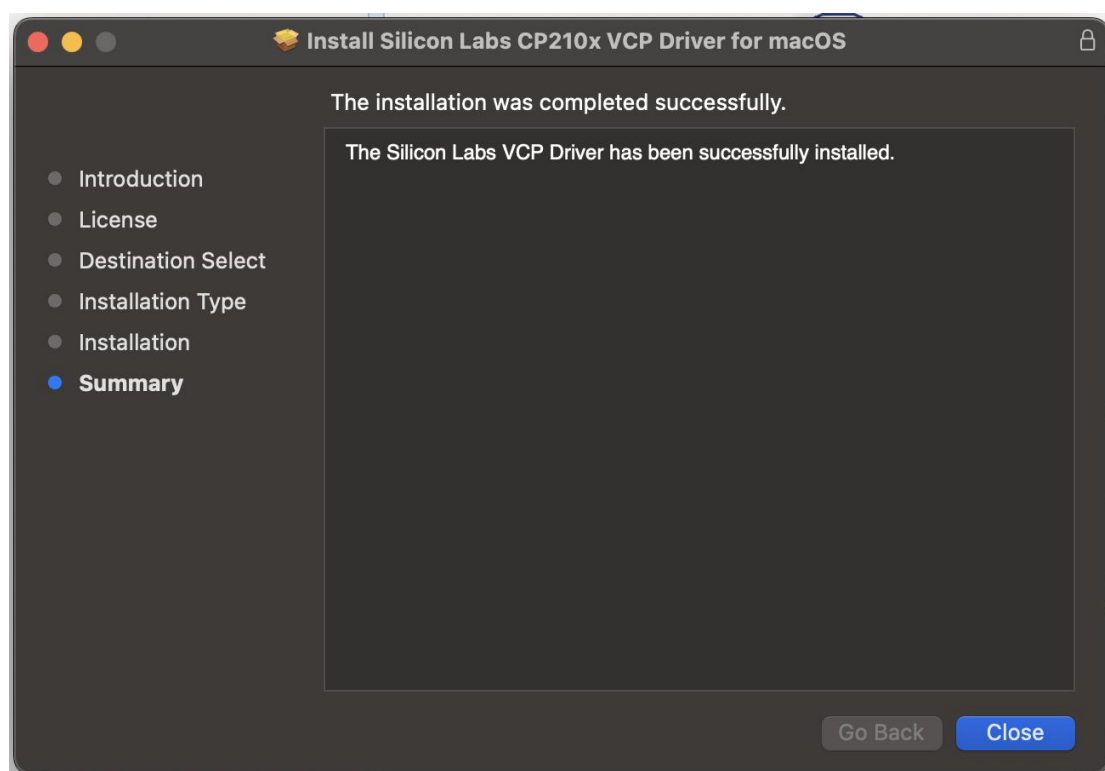 Install Silicon Labs CP210x VCP Driver for macOS
The installation was completed successfully.
The Silicon Labs VCP Driver has been successfully installed.
Introduction
License
Destination Select
Installation Type
Installation
Summary
Go Back
Close